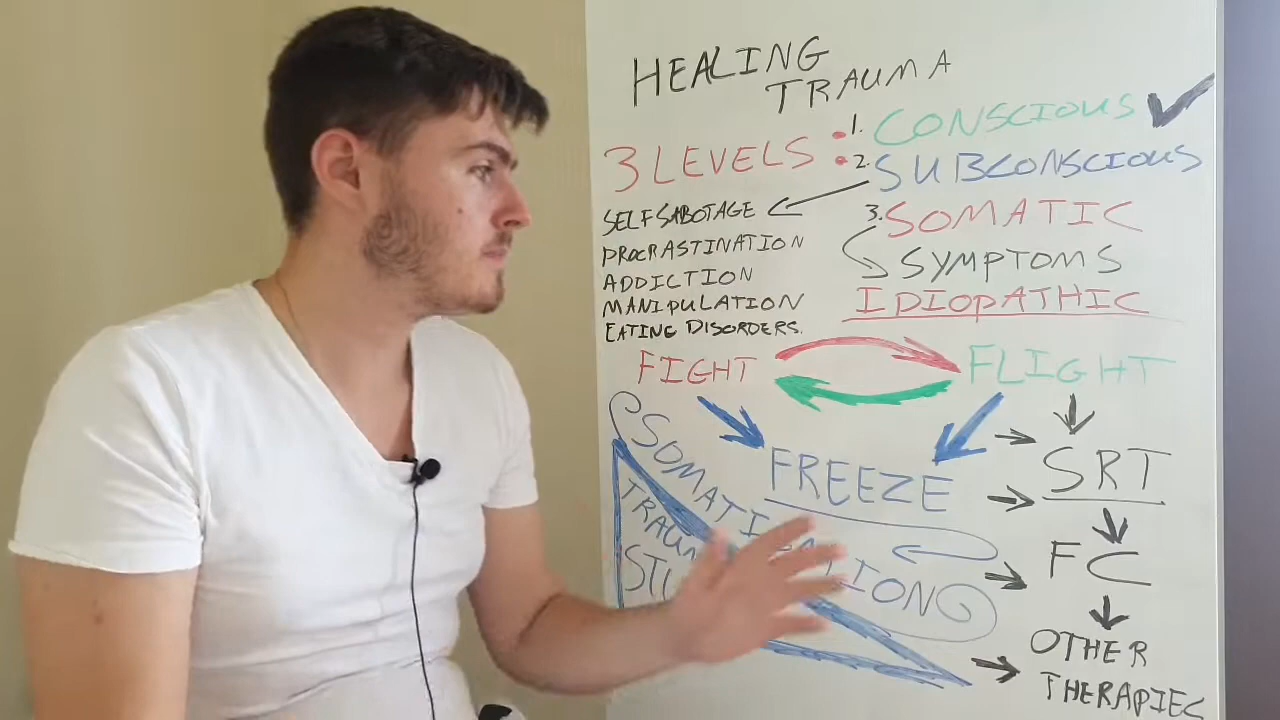 HEALING
TRAUMA
3 LEVELS
1. CONSCIOUS
2. SUBCONSCIOUS
3. SOMATIC
SYMPTOMS
IDIOPATHIC
SELF SABOTAGE
PROCRASTINATION
ADDICTION
MANIPULATION
EATING DISORDERS.
FIGHT
FLIGHT
FREEZE
SRT
FC
OTHER
THERAPIES